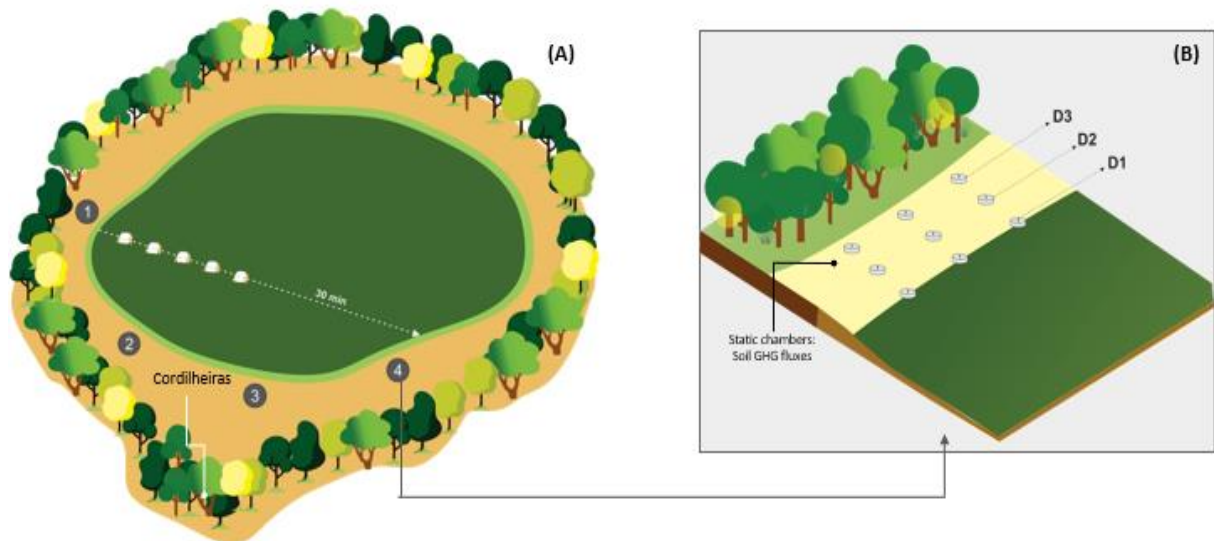 (A)
1
30 min
2
Cordilheiras
3
4
(B)
D3
D2
D1
Static chambers:
Soil GHG fluxes